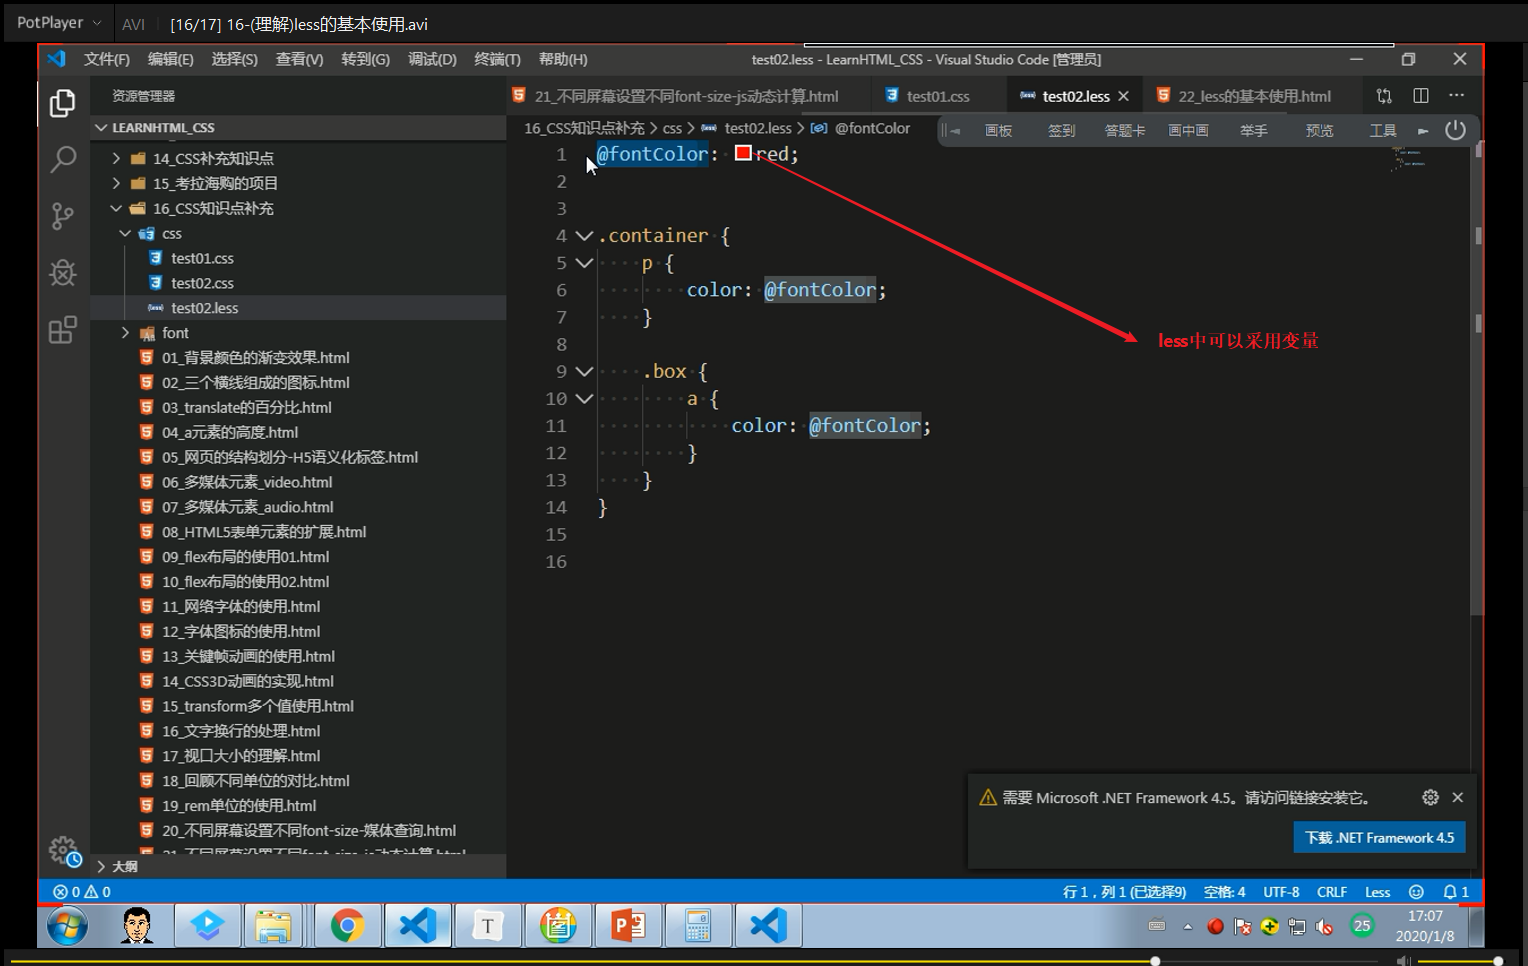 PotPlayer AVI [16/17] 16-(理解)less的基本使用.avi
文件(F) 编辑(E) 选择(S) 查看(V) 转到(G) 调试(D) 终端(T) 帮助(H) test02.less - LearnHTML_CSS - Visual Studio Code [管理员]
资源管理器
21_不同屏幕设置不同font-size-js动态计算.html test01.css test02.less 22_less的基本使用.html
LEARNHTML_CSS
16_CSS知识点补充 > css > test02.less > @fontColor
画板 签到 答题卡 画中画 举手 预览 工具
14_CSS补充知识点
15_考拉海购的项目
16_CSS知识点补充
css
test01.css
test02.css
test02.less
font
01_背景颜色的渐变效果.html
02_三个横线组成的图标.html
03_translate的百分比.html
04_a元素的高度.html
05_网页的结构划分-H5语义化标签.html
06_多媒体元素_video.html
07_多媒体元素_audio.html
08_HTML5表单元素的扩展.html
09_flex布局的使用01.html
10_flex布局的使用02.html
11_网络字体的使用.html
12_字体图标的使用.html
13_关键帧动画的使用.html
14_CSS3D动画的实现.html
15_transform多个值使用.html
16_文字换行的处理.html
17_视口大小的理解.html
18_回顾不同单位的对比.html
19_rem单位的使用.html
20_不同屏幕设置不同font-size-媒体查询.html
21_不同屏幕设置不同font-size-js动态计算.html
大纲
1 @fontColor: red;
2
3
4 .container {
5 p {
6 color: @fontColor;
7 }
8
9 .box {
10 a {
11 color: @fontColor;
12 }
13 }
14 }
15
16
less中可以采用变量
需要 Microsoft .NET Framework 4.5。请访问链接安装它。
下载 .NET Framework 4.5
0 0 行 1，列 1 (已选择9) 空格: 4 UTF-8 CRLF Less 1
T
25
17:07
2020/1/8